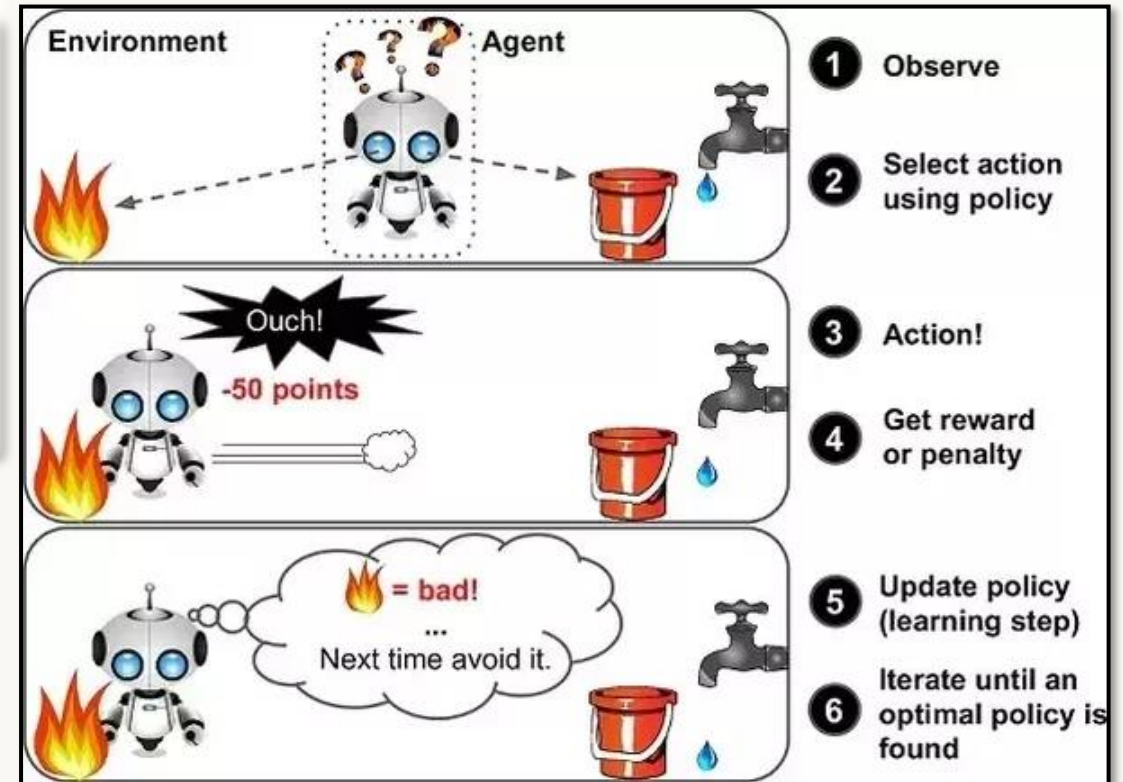 Environment
Agent
? ? ?
1 Observe
2 Select action
using policy
Ouch!
-50 points
3 Action!
4 Get reward
or penalty
= bad!
...
Next time avoid it.
5 Update policy
(learning step)
6 Iterate until an
optimal policy is
found